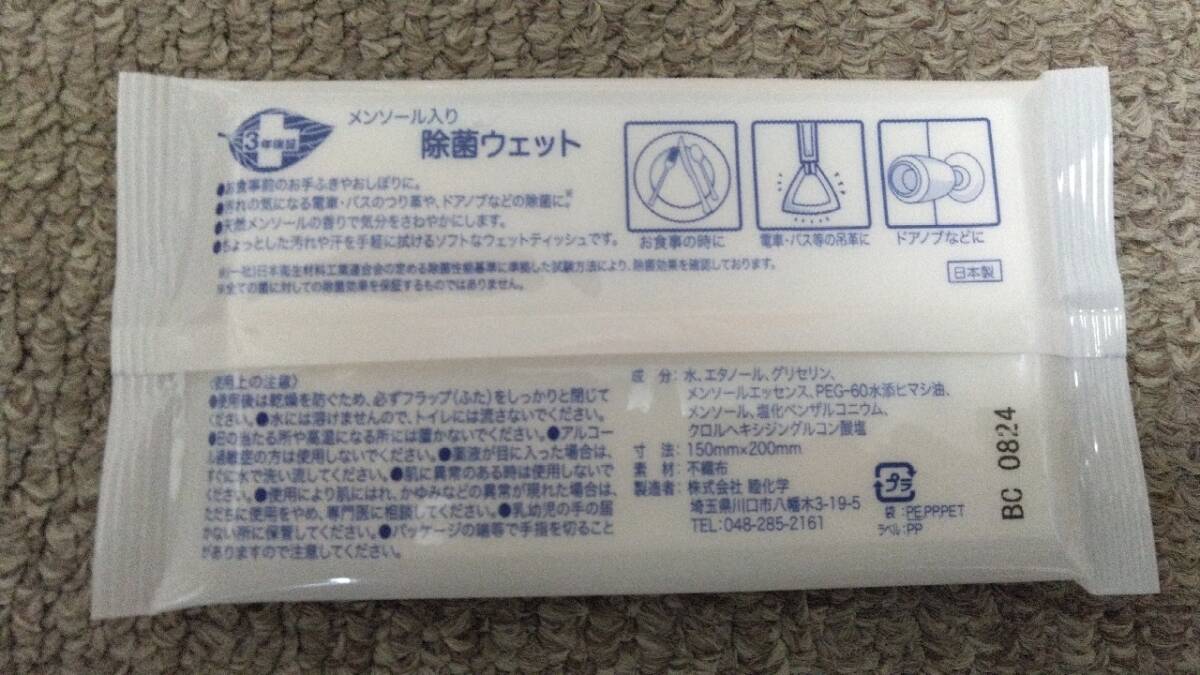 3年保証
メンソール入り
除菌ウェット
●お食事前のお手ふきやおしぼりに。
●汚れの気になる電車・バスのつり革や、ドアノブなどの除菌に。※
●天然メンソールの香りで気分をさわやかにします。
●ちょっとした汚れや汗を手軽に拭けるソフトなウェットティッシュです。
お食事の時に
電車・バス等の吊革に
ドアノブなどに
※(一社)日本衛生材料工業連合会の定める除菌性能基準に準拠した試験方法により、除菌効果を確認しております。
※全ての菌に対しての除菌効果を保証するものではありません。
日本製
〈使用上の注意〉
●使用後は乾燥を防ぐため、必ずフラップ(ふた)をしっかりと閉じて
ください。●水には溶けませんので、トイレには流さないでください。
●日の当たる所や高温になる所には置かないでください。●アルコー
ル過敏症の方は使用しないでください。●薬液が目に入った場合は、
すぐに水で洗い流してください。●肌に異常のある時は使用しないで
ください。●使用により肌にはれ、かゆみなどの異常が現れた場合は、
ただちに使用をやめ、専門医に相談してください。●乳幼児の手の届
かない所に保管してください。●パッケージの端等で手指を切ること
がありますので注意してください。
成 分：水、エタノール、グリセリン、
メンソールエッセンス、PEG-60水添ヒマシ油、
メンソール、塩化ベンザルコニウム、
クロルヘキシジングルコン酸塩
寸 法：150mm×200mm
素 材：不織布
製造者：株式会社 睦化学
埼玉県川口市八幡木3-19-5
TEL:048-285-2161
プラ
袋：PE,PP,PET
ラベル：PP
BC 0824